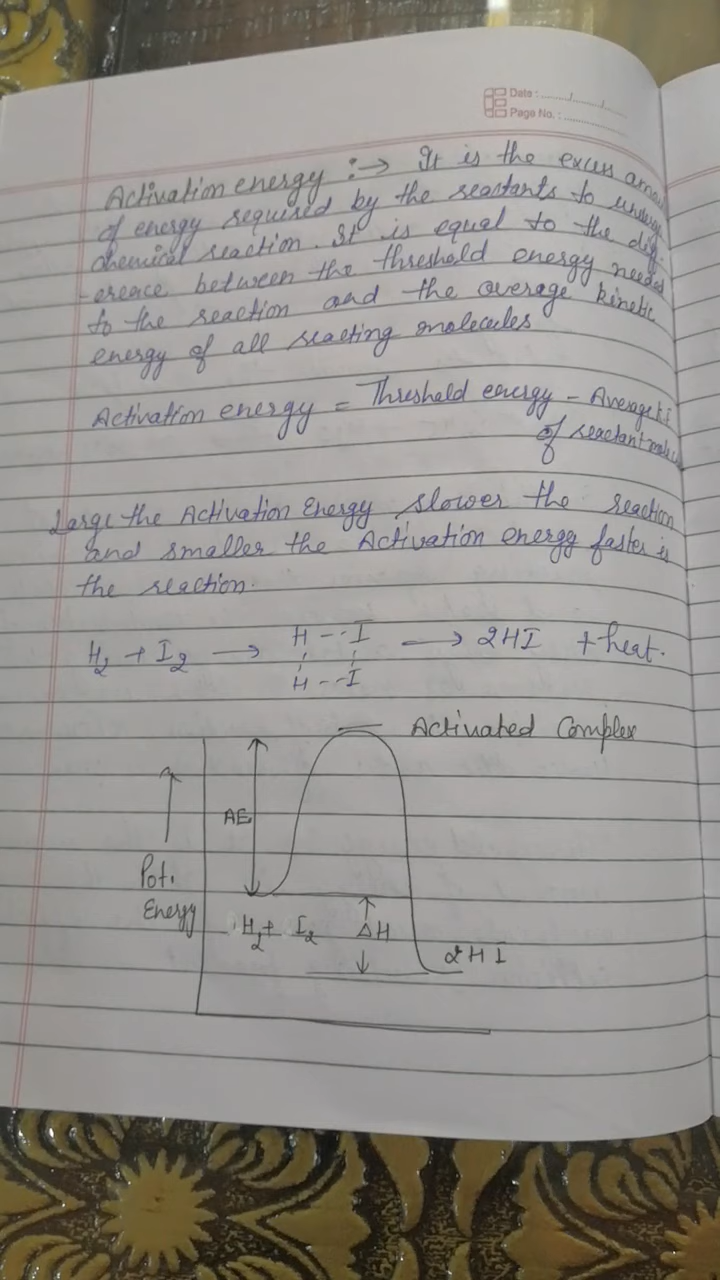 Date : ....../....../......
Page No. : ..............
Activation energy :→ It is the excess
of energy required by the reactants to
chemical reaction. It is equal to the diff-
-erence between the threshold energy needed
to the reaction and the average kinetic
energy of all reacting molecules
Activation energy = Threshold energy - Average
of reactant
Large the Activation Energy slower the reaction
and smaller the Activation energy faster is
the reaction.
H2 + I2 → H--I → 2HI + heat.
H--I
Activated Complex
AE
Pot.
Energy
H2 + I2
ΔH
2HI